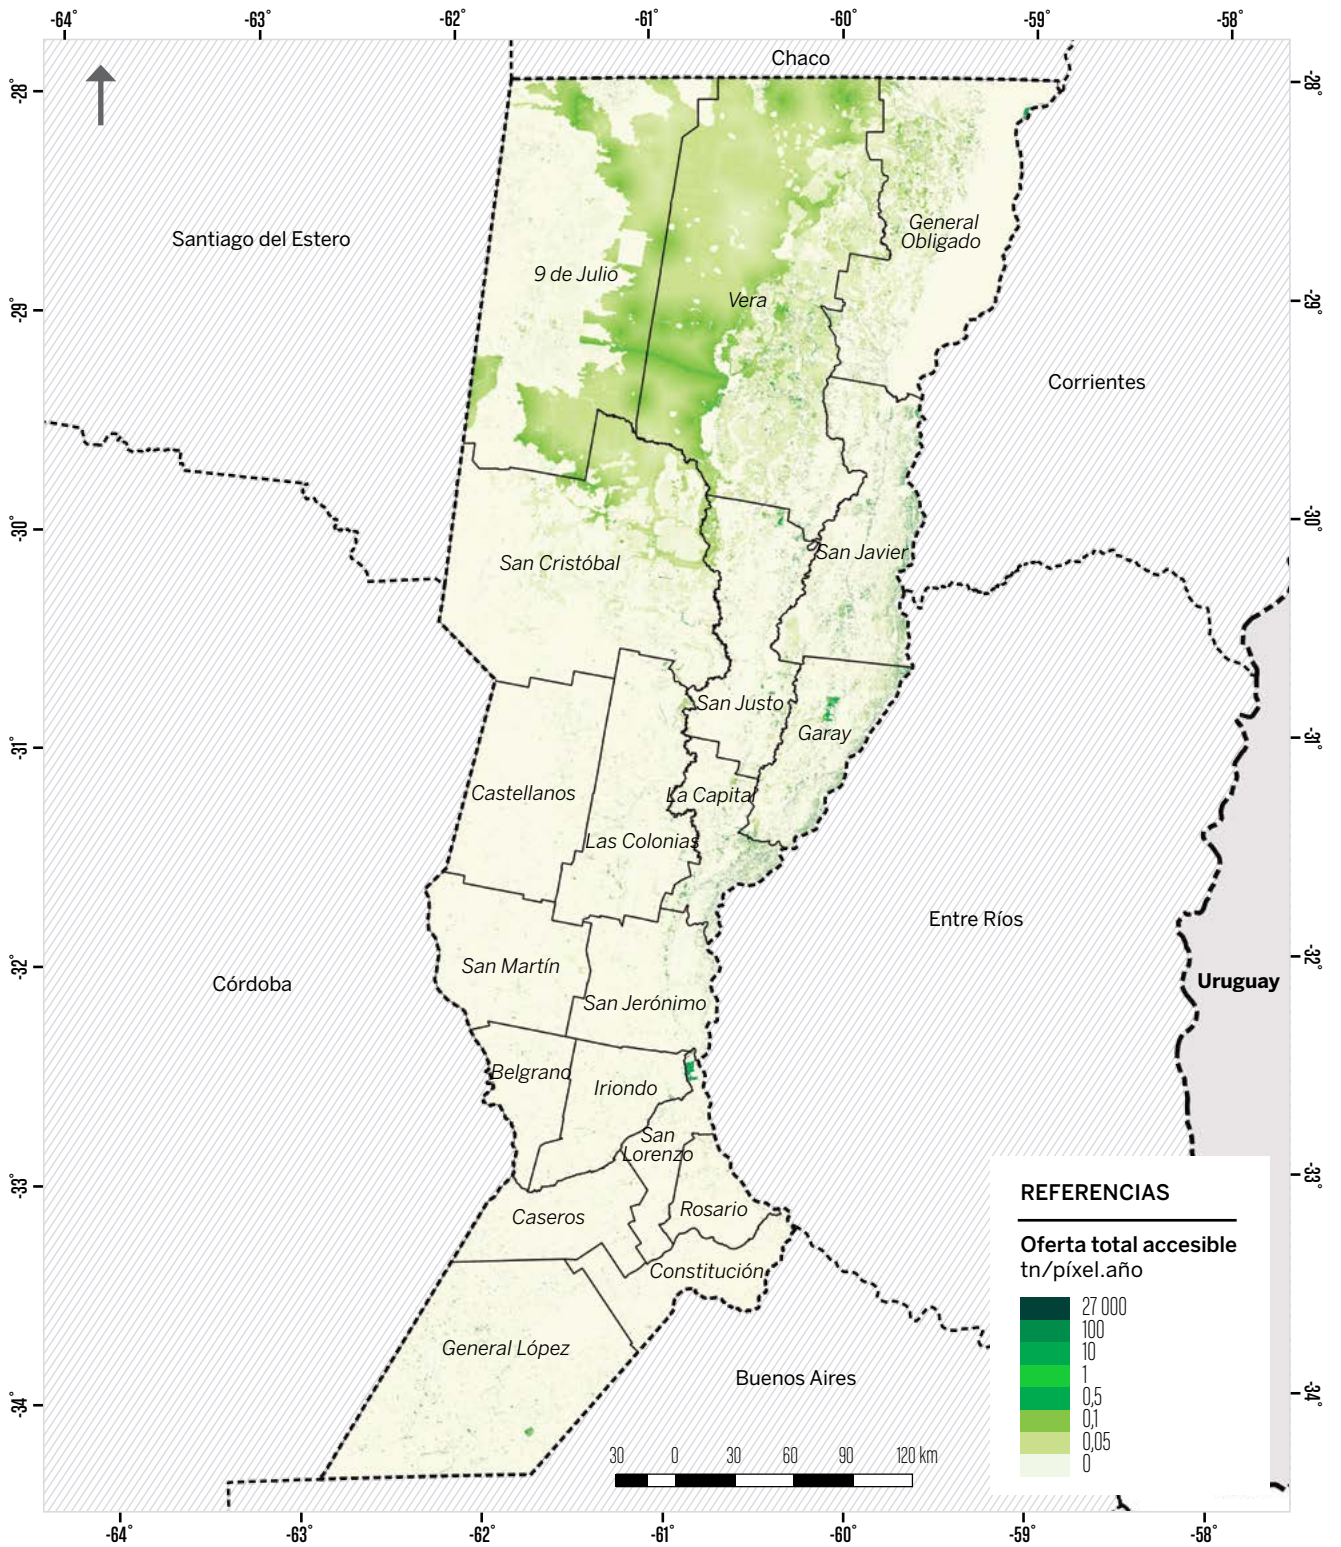 -64°
-63°
-62°
-61°
-60°
-59°
-58°
Chaco
-28°
-28°
General
Obligado
Santiago del Estero
9 de Julio
Vera
-29°
-29°
Corrientes
-30°
-30°
San Javier
San Cristóbal
San Justo
Garay
-31°
-31°
Castellanos
La Capital
Las Colonias
Entre Ríos
-32°
-32°
San Martín
Córdoba
Uruguay
San Jerónimo
Belgrano
Iriondo
San
Lorenzo
-33°
-33°
Rosario
Caseros
Constitución
General López
Buenos Aires
-34°
-34°
REFERENCIAS
Oferta total accesible
tn/píxel.año
27 000
100
10
1
0,5
0,1
0,05
0
30 0 30 60 90 120 km
-64°
-63°
-62°
-61°
-60°
-59°
-58°